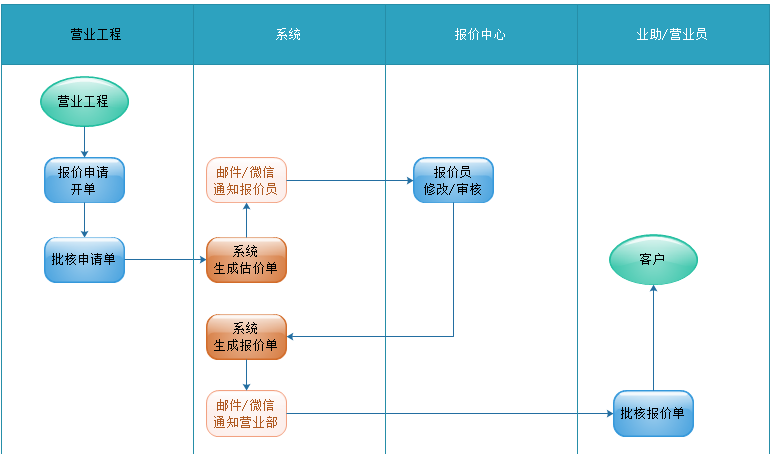 营业工程
系统
报价中心
业助/营业员
营业工程
报价申请
开单
邮件/微信
通知报价员
报价员
修改/审核
批核申请单
系统
生成估价单
客户
系统
生成报价单
邮件/微信
通知营业部
批核报价单